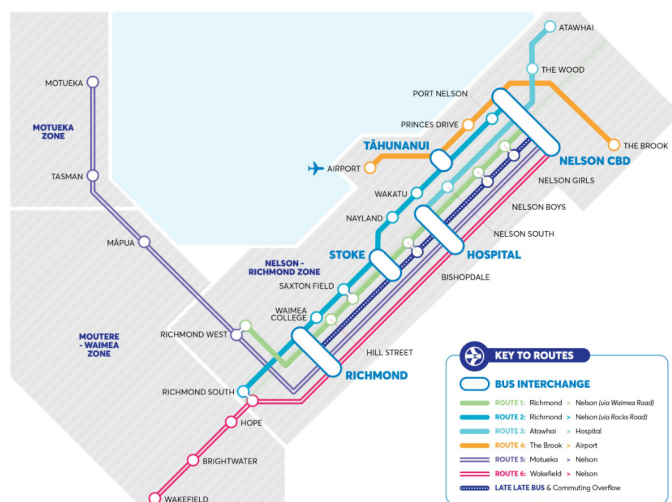 ATAWHAI
THE WOOD
MOTUEKA
PORT NELSON
MOTUEKA
ZONE
PRINCES DRIVE
TĀHUNANUI
THE BROOK
AIRPORT
NELSON CBD
TASMAN
NELSON GIRLS
WAKATU
NELSON BOYS
NAYLAND
NELSON SOUTH
MĀPUA
STOKE
HOSPITAL
NELSON -
RICHMOND ZONE
BISHOPDALE
SAXTON FIELD
WAIMEA
COLLEGE
RICHMOND WEST
MOUTERE
- WAIMEA
ZONE
HILL STREET
RICHMOND
RICHMOND SOUTH
HOPE
BRIGHTWATER
WAKEFIELD
KEY TO ROUTES
BUS INTERCHANGE
ROUTE 1: Richmond > Nelson (via Waimea Road)
ROUTE 2: Richmond > Nelson (via Rocks Road)
ROUTE 3: Atawhai > Hospital
ROUTE 4: The Brook > Airport
ROUTE 5: Motueka > Nelson
ROUTE 6: Wakefield > Nelson
LATE LATE BUS & Commuting Overflow